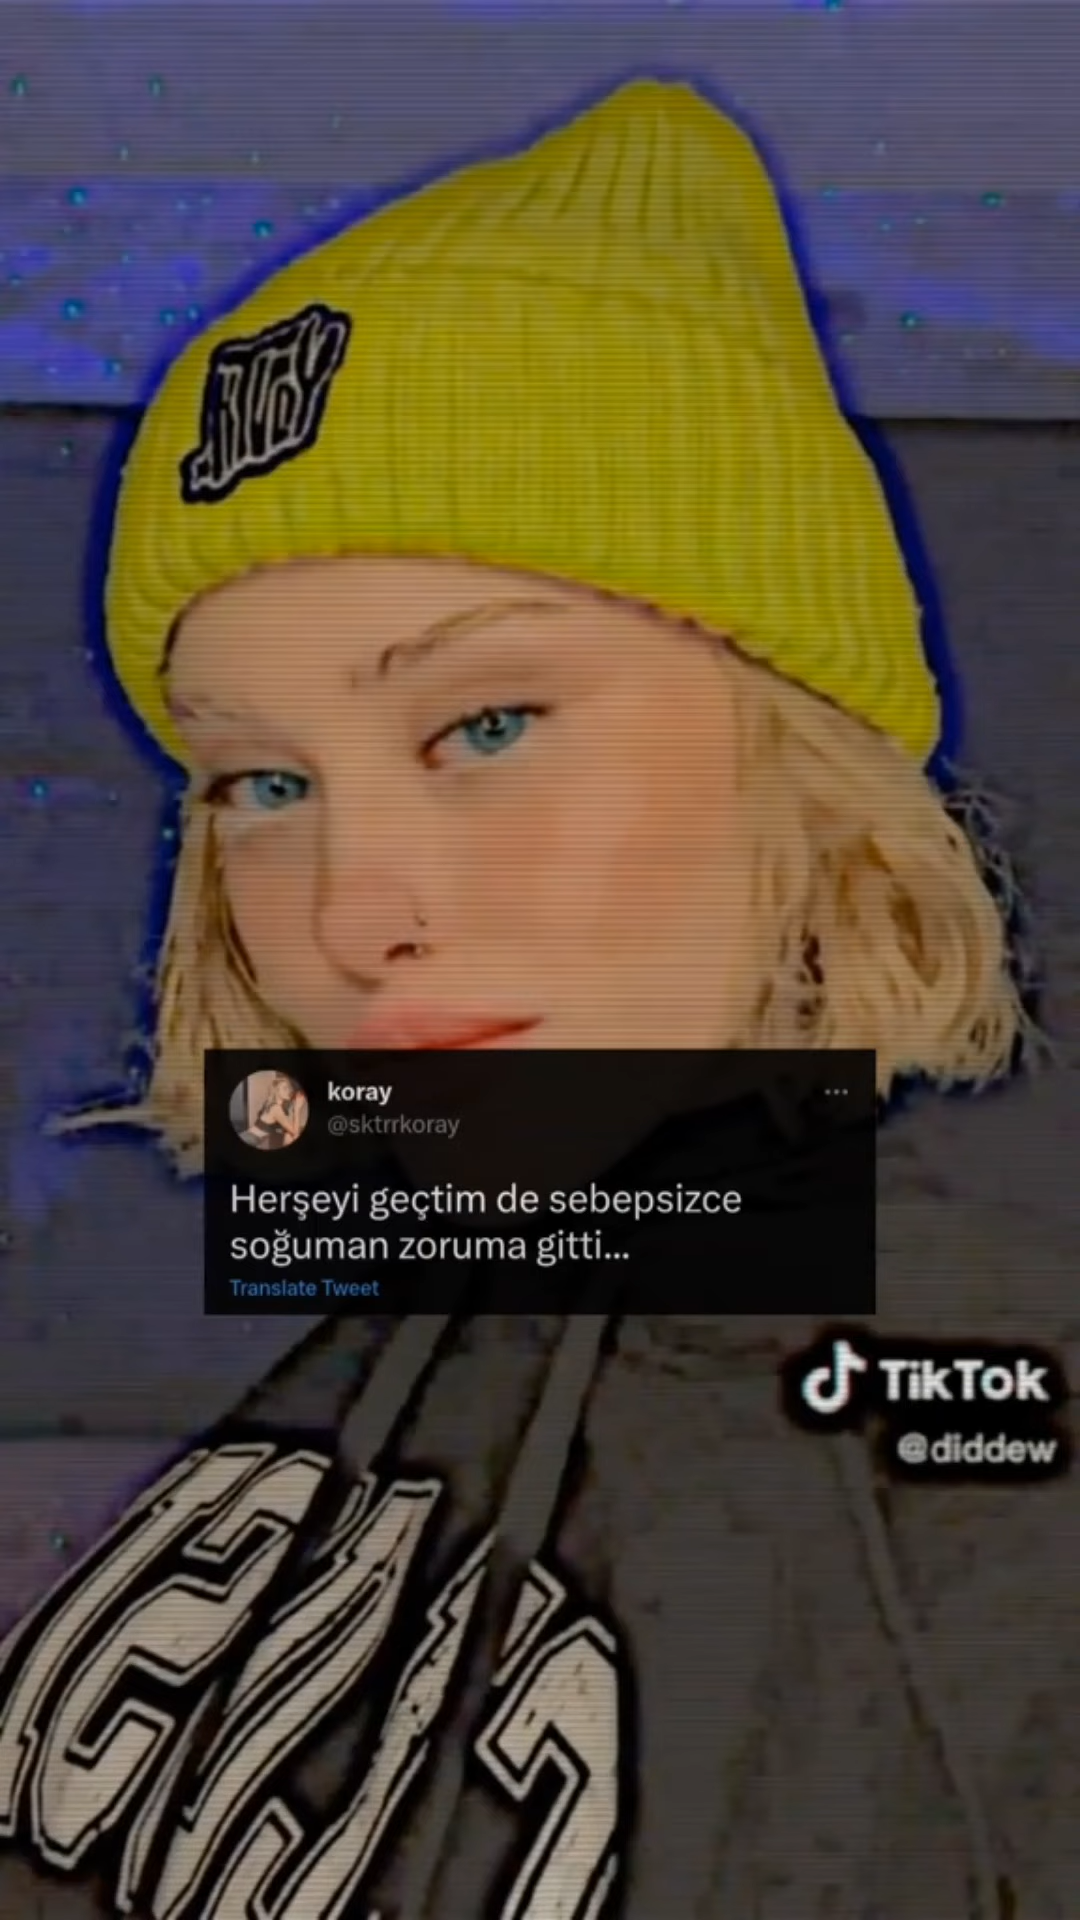 koray
@sktrrkoray
Herşeyi geçtim de sebepsizce
soğuman zoruma gitti...
Translate Tweet
TikTok
@diddew